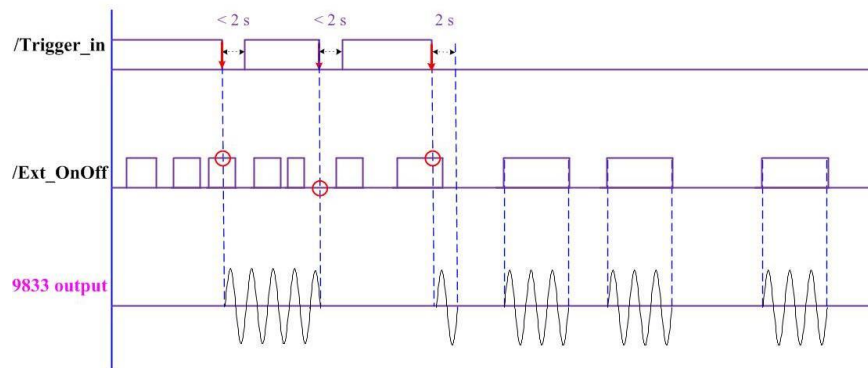 < 2 s < 2 s 2 s
/Trigger_in
/Ext_OnOff
9833 output